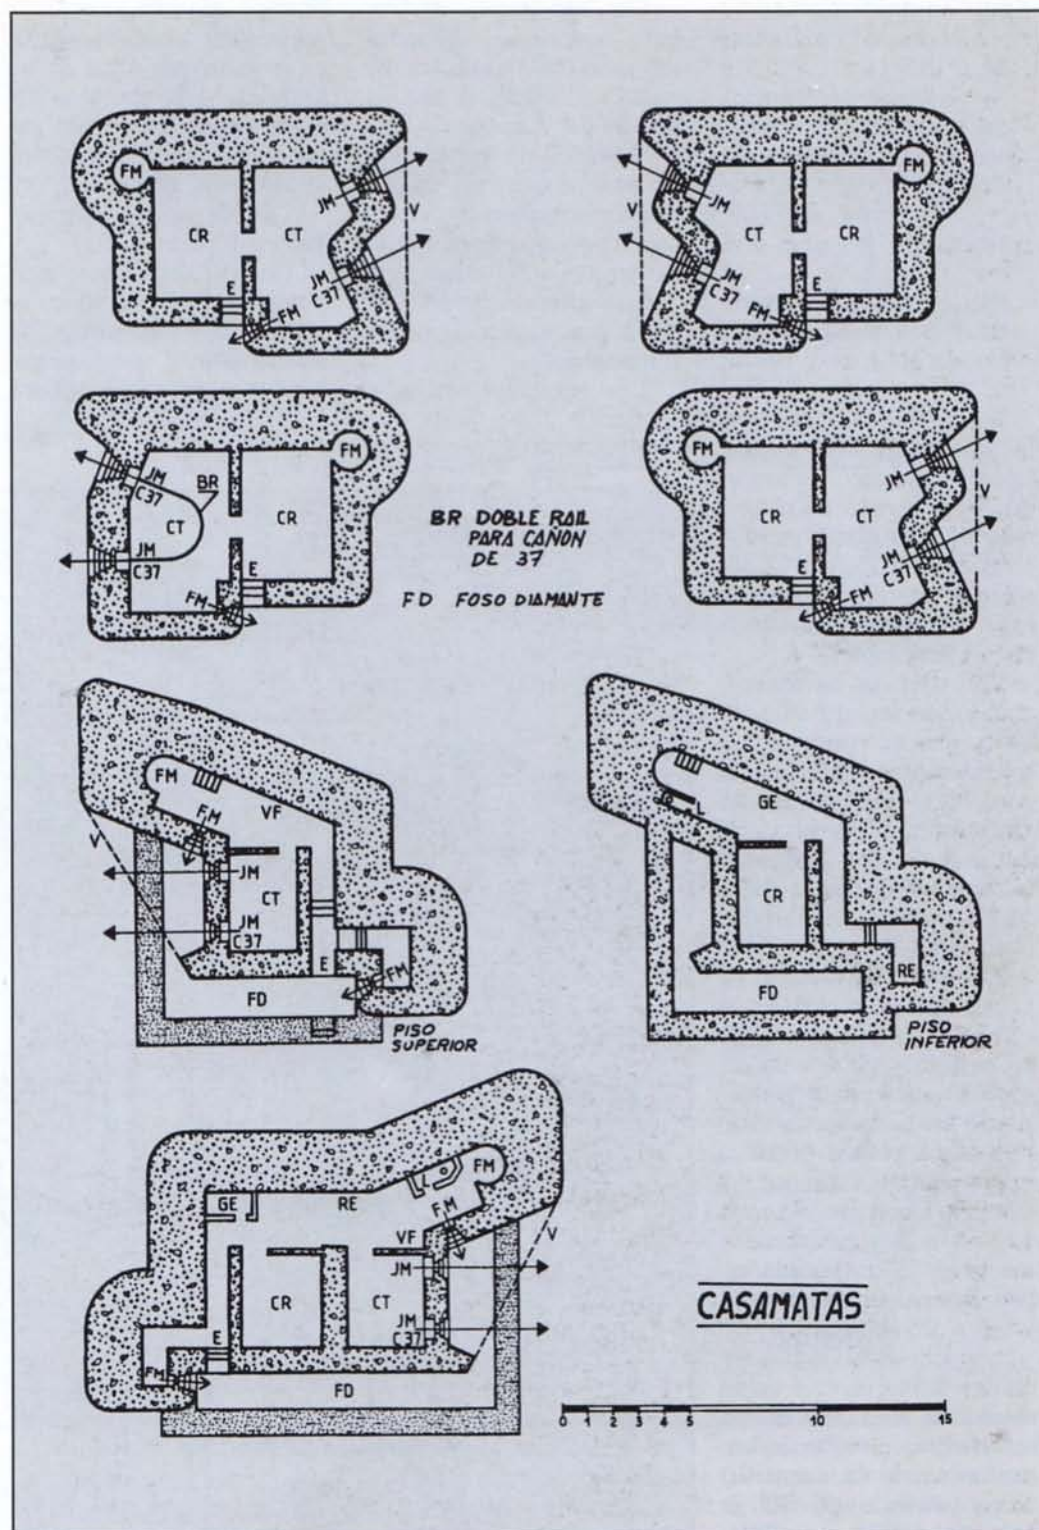 FM
CR
CT
JM
V
JM
C37
E
FM
JM
V
CT
CR
FM
JM
C37
E
FM
JM
C37
BR
CT
CR
FM
JM
C37
E
FM
BR DOBLE RAIL
PARA CAÑON
DE 37
FD FOSO DIAMANTE
FM
CR
CT
JM
V
JM
C37
E
FM
FM
VF
V
FM
JM
CT
JM
C37
E
FM
FD
PISO
SUPERIOR
L
GE
CR
RE
FD
PISO
INFERIOR
GE
RE
L
FM
FM
V
VF
JM
CR
CT
JM
C37
E
FM
FD
CASAMATAS
0 1 2 3 4 5 10 15